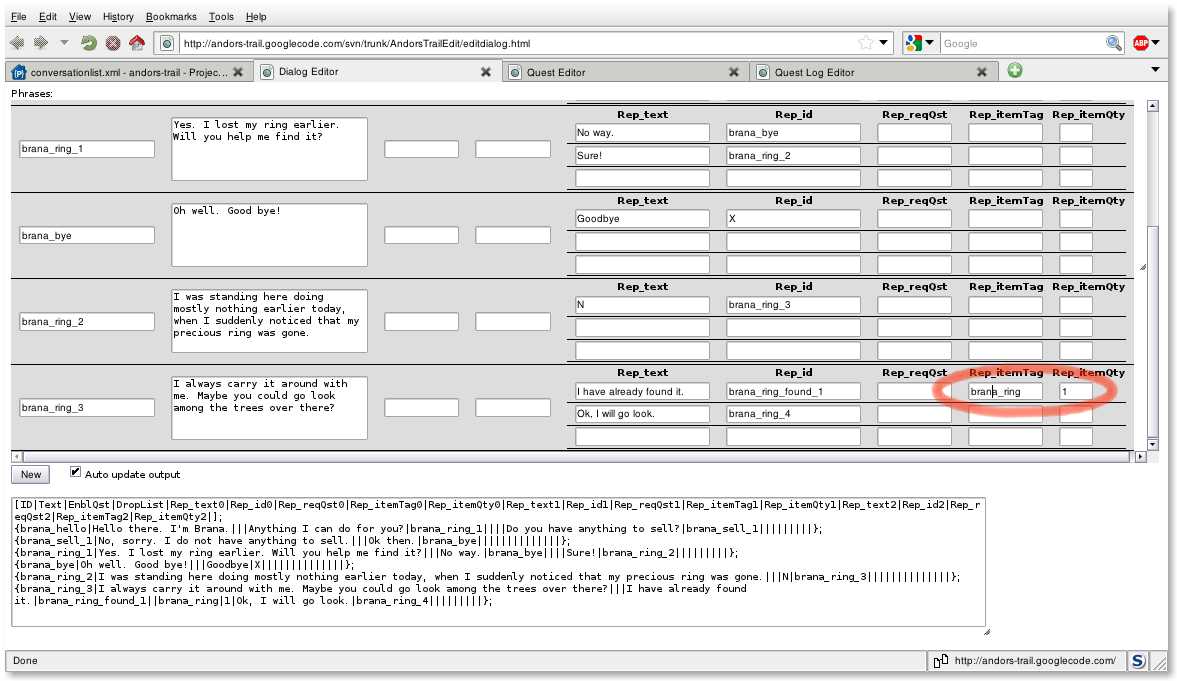 File Edit View History Bookmarks Tools Help
http://andors-trail.googlecode.com/svn/trunk/AndorsTrailEdit/editdialog.html
Google
ABP
conversationlist.xml - andors-trail - Projec...
Dialog Editor
Quest Editor
Quest Log Editor
Phrases:
Rep_text Rep_id Rep_reqQst Rep_itemTag Rep_itemQty
brana_ring_1
Yes. I lost my ring earlier.
Will you help me find it?
No way. brana_bye
Sure! brana_ring_2
Rep_text Rep_id Rep_reqQst Rep_itemTag Rep_itemQty
brana_bye
Oh well. Good bye!
Goodbye X
Rep_text Rep_id Rep_reqQst Rep_itemTag Rep_itemQty
brana_ring_2
I was standing here doing
mostly nothing earlier today,
when I suddenly noticed that my
precious ring was gone.
N brana_ring_3
Rep_text Rep_id Rep_reqQst Rep_itemTag Rep_itemQty
brana_ring_3
I always carry it around with
me. Maybe you could go look
among the trees over there?
I have already found it. brana_ring_found_1 brana_ring 1
Ok, I will go look. brana_ring_4
New Auto update output
[ID|Text|EnblQst|DropList|Rep_text0|Rep_id0|Rep_reqQst0|Rep_itemTag0|Rep_itemQty0|Rep_text1|Rep_id1|Rep_reqQst1|Rep_itemTag1|Rep_itemQty1|Rep_text2|Rep_id2|Rep_r
eqQst2|Rep_itemTag2|Rep_itemQty2|];
{brana_hello|Hello there. I'm Brana.|||Anything I can do for you?|brana_ring_1||||Do you have anything to sell?|brana_sell_1|||||||||};
{brana_sell_1|No, sorry. I do not have anything to sell.|||Ok then.|brana_bye||||||||||||||};
{brana_ring_1|Yes. I lost my ring earlier. Will you help me find it?|||No way.|brana_bye||||Sure!|brana_ring_2|||||||||};
{brana_bye|Oh well. Good bye!|||Goodbye|X||||||||||||||};
{brana_ring_2|I was standing here doing mostly nothing earlier today, when I suddenly noticed that my precious ring was gone.|||N|brana_ring_3||||||||||||||};
{brana_ring_3|I always carry it around with me. Maybe you could go look among the trees over there?|||I have already found
it.|brana_ring_found_1||brana_ring|1|Ok, I will go look.|brana_ring_4|||||||||};
Done
http://andors-trail.googlecode.com/
S